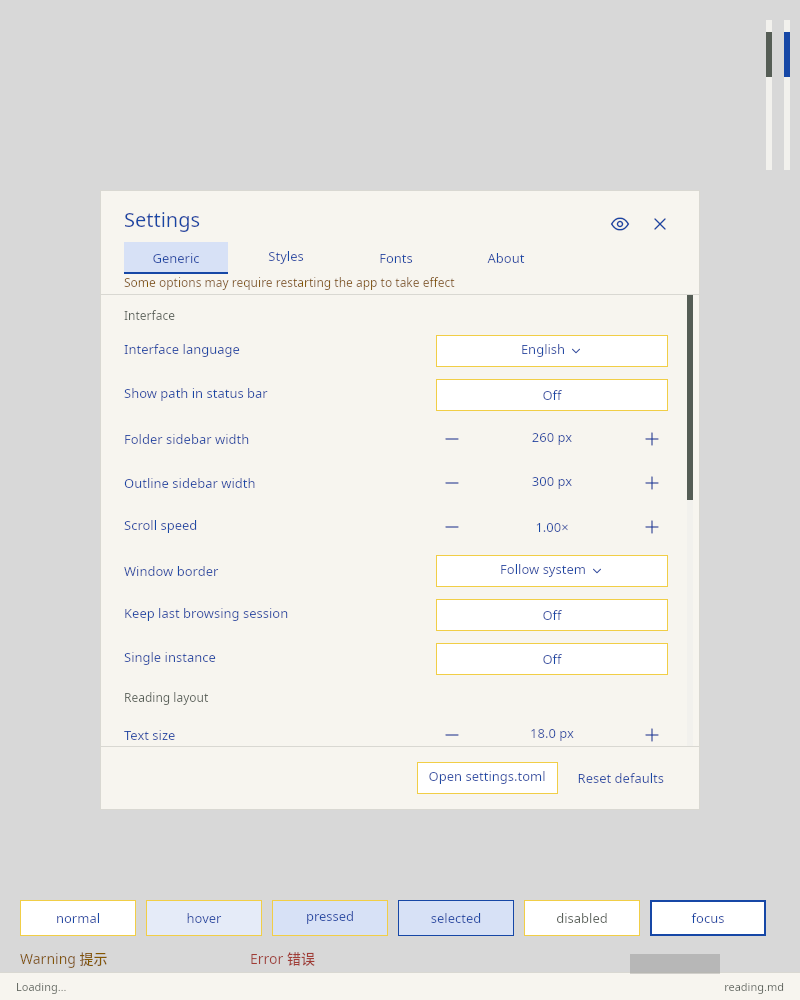 Settings
Generic Styles Fonts About
Some options may require restarting the app to take effect
Interface
Interface language English
Show path in status bar Off
Folder sidebar width — 260 px +
Outline sidebar width — 300 px +
Scroll speed — 1.00× +
Window border Follow system
Keep last browsing session Off
Single instance Off
Reading layout
Text size — 18.0 px +
Open settings.toml Reset defaults
normal hover pressed selected disabled focus
Warning 提示 Error 错误
Loading... reading.md